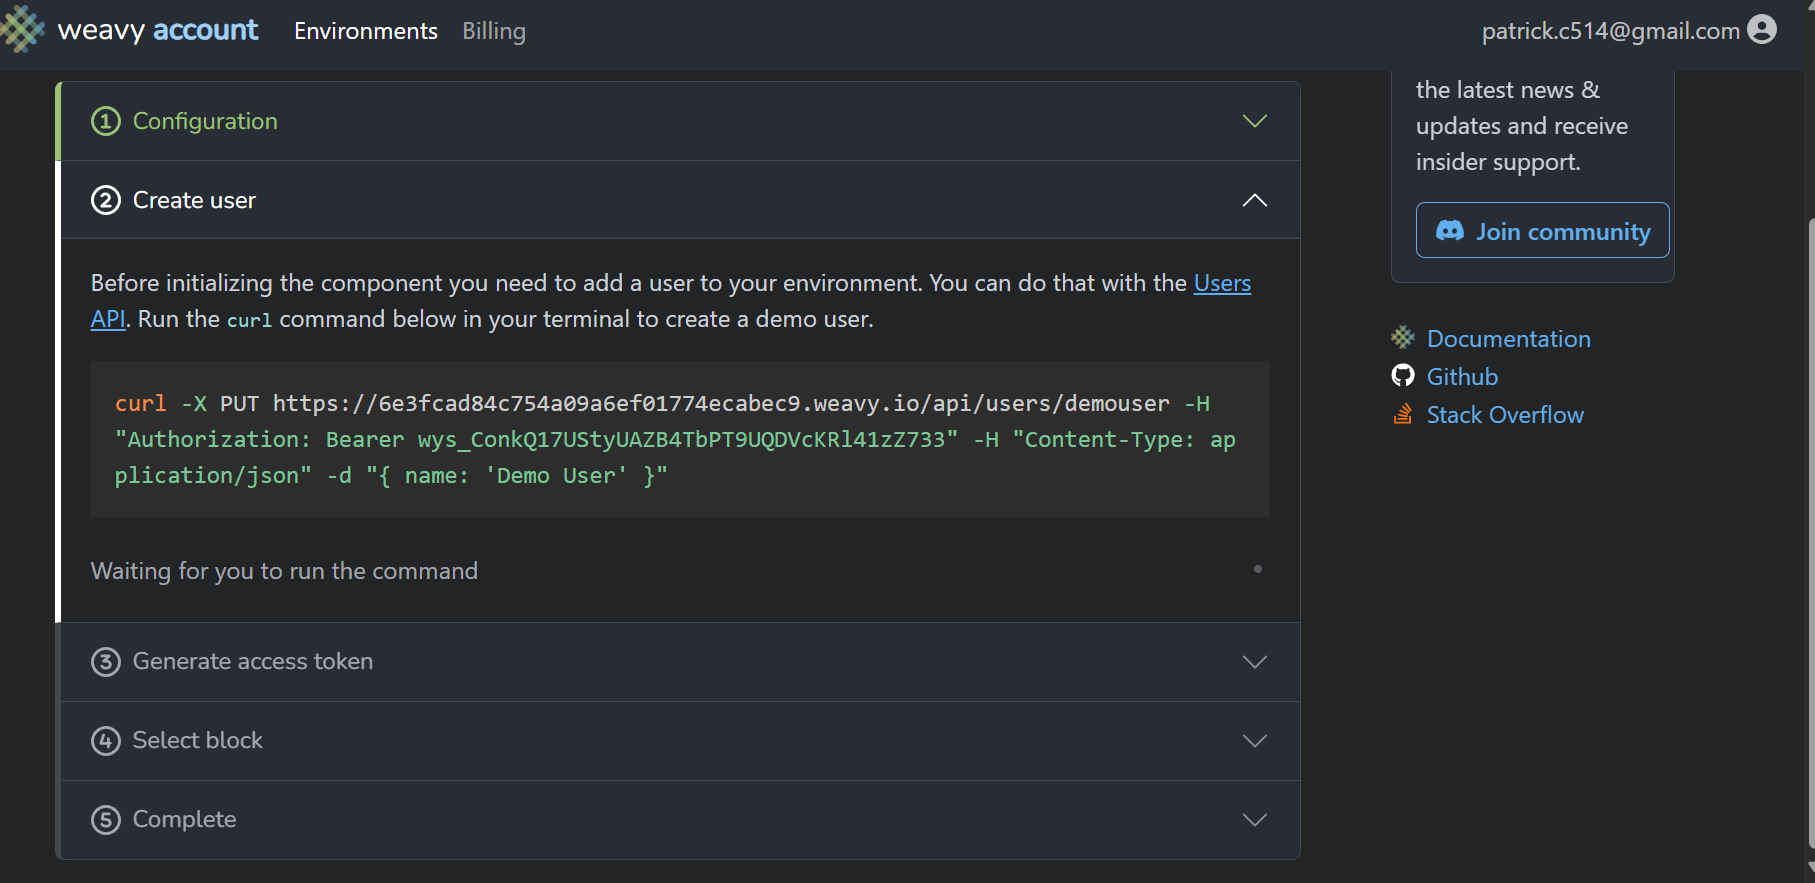 weavy account Environments Billing patrick.c514@gmail.com
1 Configuration
2 Create user
Before initializing the component you need to add a user to your environment. You can do that with the Users
API. Run the curl command below in your terminal to create a demo user.
curl -X PUT https://6e3fcad84c754a09a6ef01774ecabec9.weavy.io/api/users/demouser -H
"Authorization: Bearer wys_ConkQ17UStyUAZB4TbPT9UQDVcKRl41zZ733" -H "Content-Type: ap
plication/json" -d "{ name: 'Demo User' }"
Waiting for you to run the command
3 Generate access token
4 Select block
5 Complete
the latest news &
updates and receive
insider support.
Join community
Documentation
Github
Stack Overflow